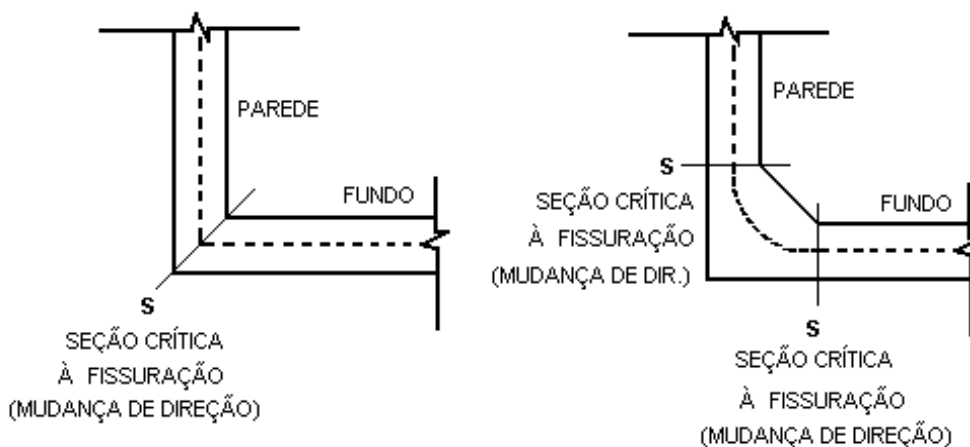 PAREDE
FUNDO
S
SEÇÃO CRÍTICA
À FISSURAÇÃO
(MUDANÇA DE DIREÇÃO)
PAREDE
S
SEÇÃO CRÍTICA
À FISSURAÇÃO
(MUDANÇA DE DIR.)
FUNDO
S
SEÇÃO CRÍTICA
À FISSURAÇÃO
(MUDANÇA DE DIREÇÃO)